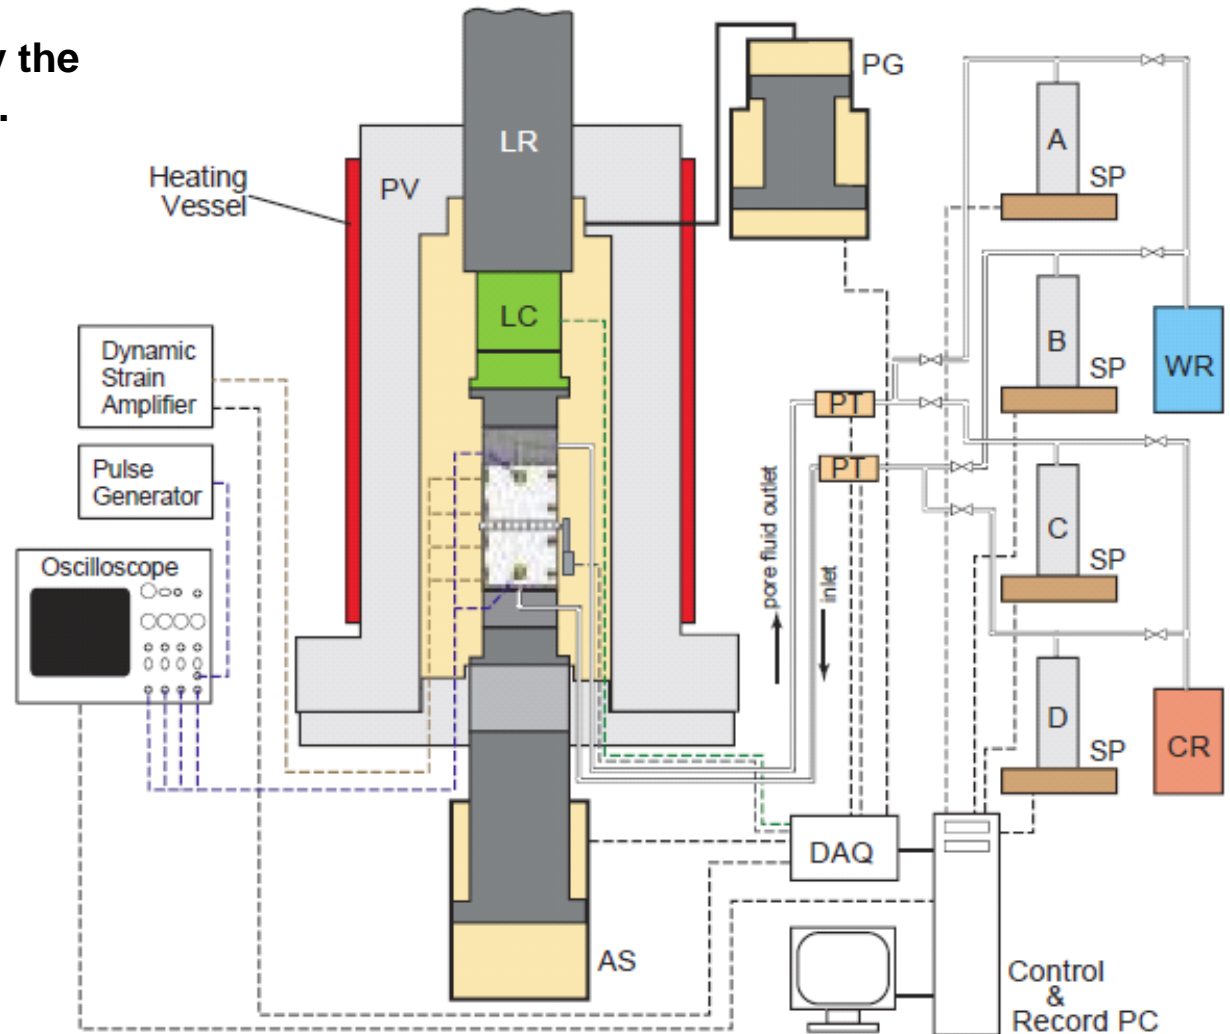 y the
.
PG
LR
A
Heating
Vessel
PV
SP
LC
B
Dynamic
Strain
Amplifier
SP
WR
PT
Pulse
Generator
PT
pore fluid outlet
inlet
C
SP
Oscilloscope
D
SP
CR
DAQ
AS
Control
&
Record PC